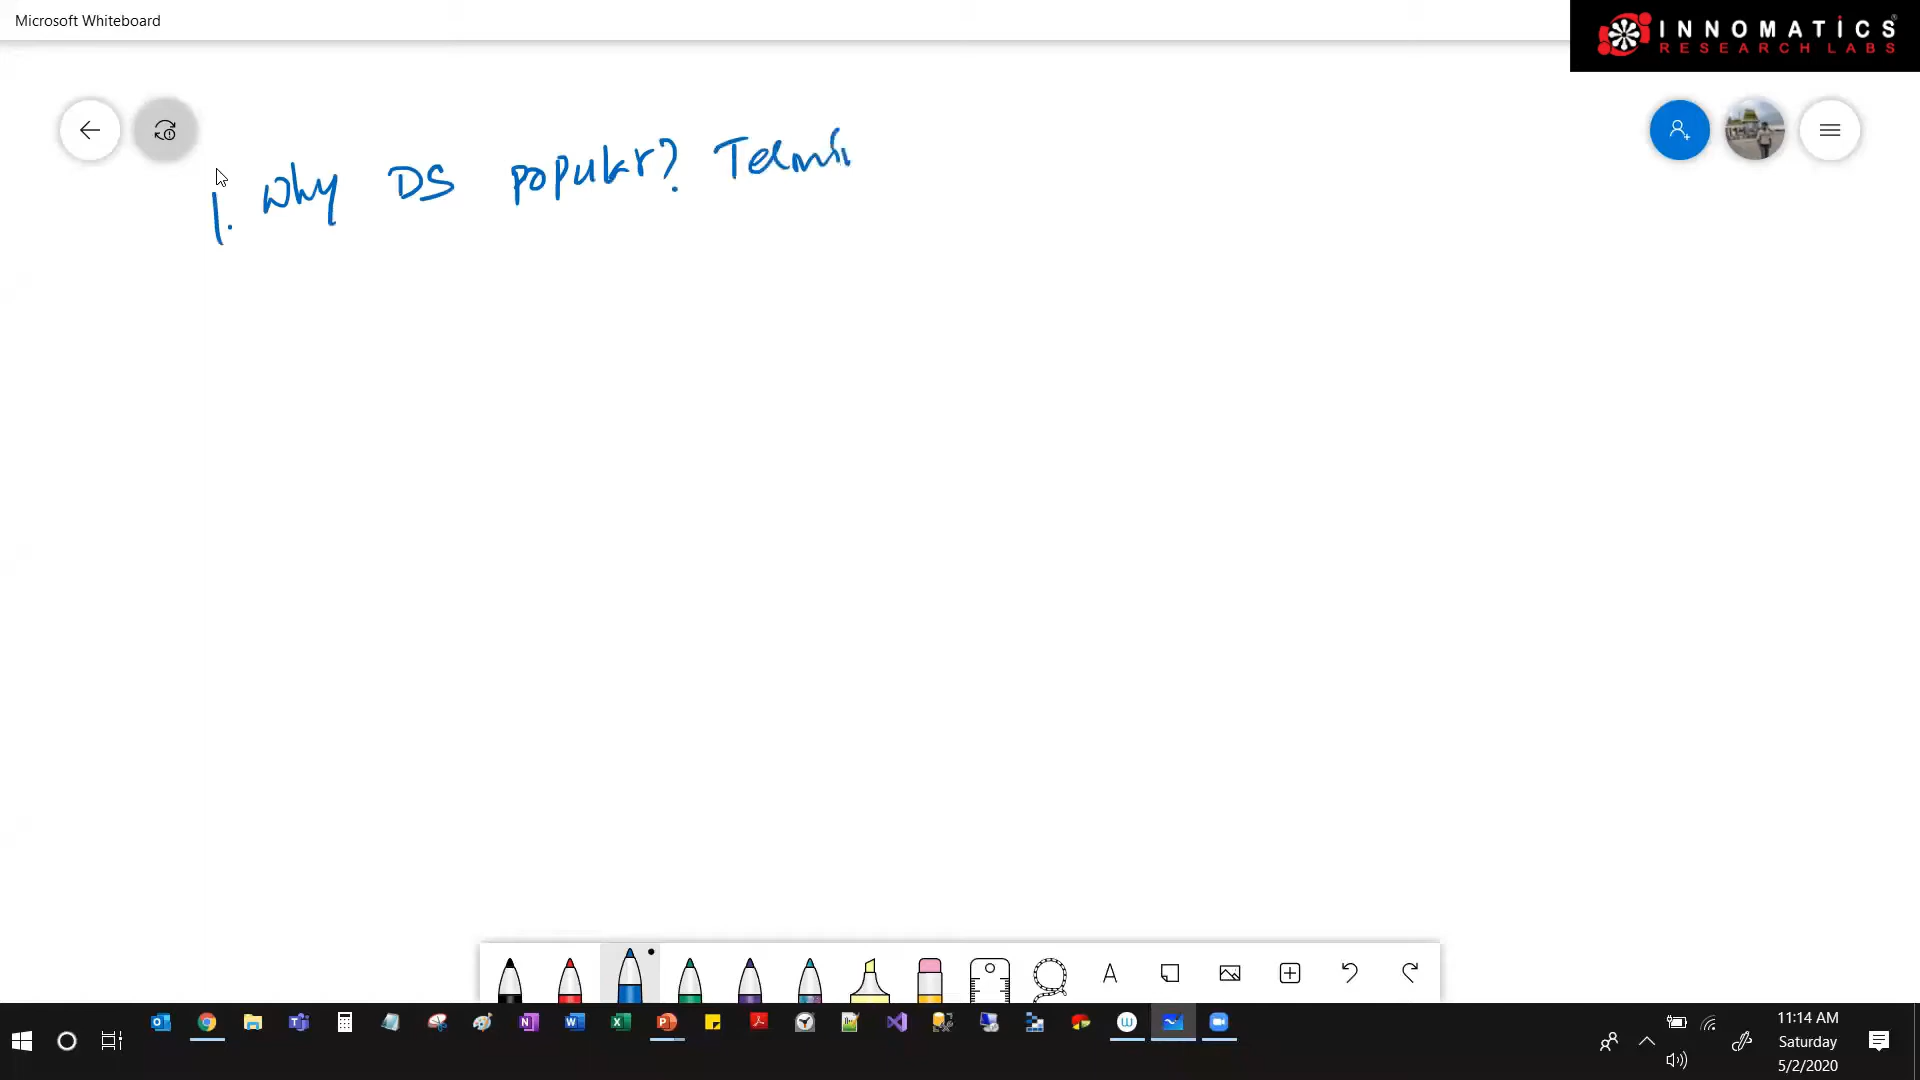 Microsoft Whiteboard
INNOMATICS
RESEARCH LABS
1. Why DS popular?
11:14 AM
Saturday
5/2/2020